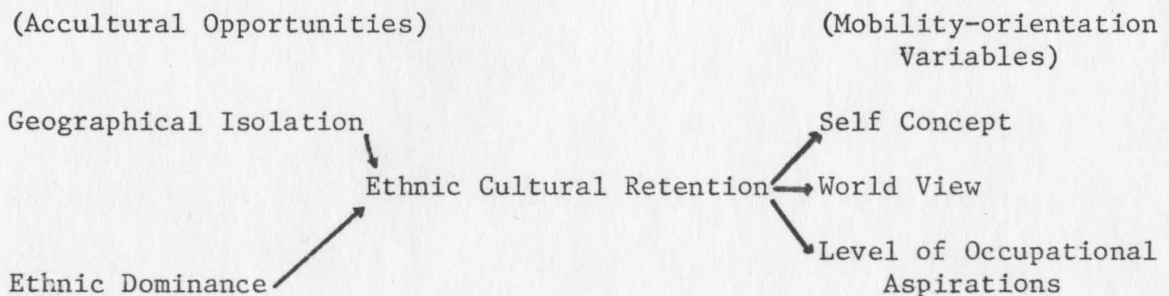 (Accultural Opportunities)
(Mobility-orientation
Variables)
Geographical Isolation
Ethnic Dominance
Ethnic Cultural Retention
Self Concept
World View
Level of Occupational
Aspirations